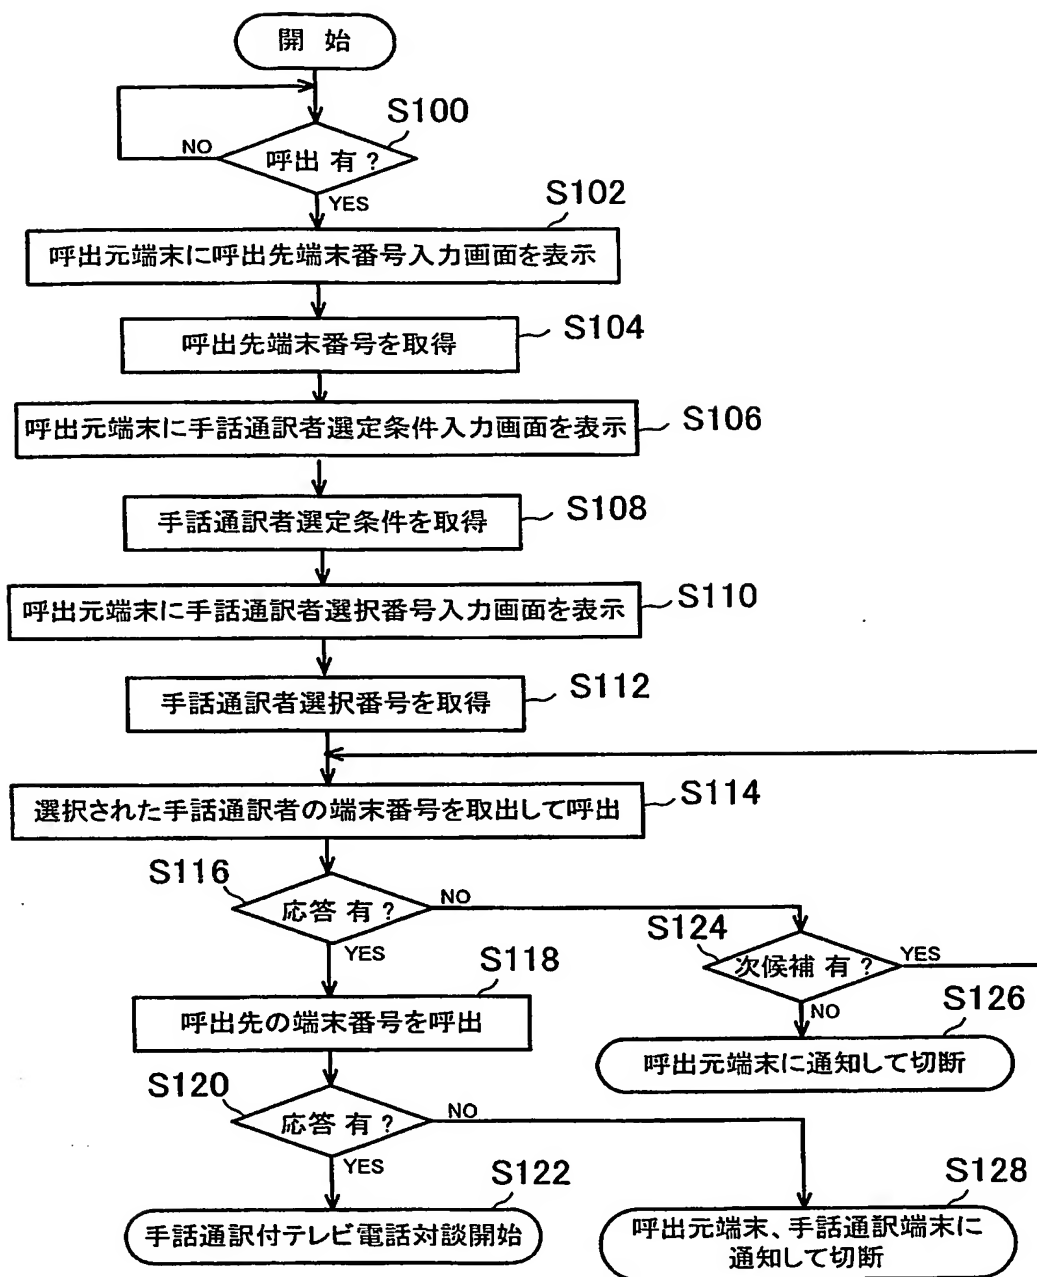 開 始
S100
NO
呼出 有 ?
YES
S102
呼出元端末に呼出先端末番号入力画面を表示
S104
呼出先端末番号を取得
S106
呼出元端末に手話通訳者選定条件入力画面を表示
S108
手話通訳者選定条件を取得
S110
呼出元端末に手話通訳者選択番号入力画面を表示
S112
手話通訳者選択番号を取得
S114
選択された手話通訳者の端末番号を取出して呼出
S116
応答 有 ?
NO
YES
S124
次候補 有 ?
YES
NO
S118
呼出先の端末番号を呼出
S126
呼出元端末に通知して切断
S120
応答 有 ?
NO
YES
S122
手話通訳付テレビ電話対談開始
S128
呼出元端末、手話通訳端末に
通知して切断